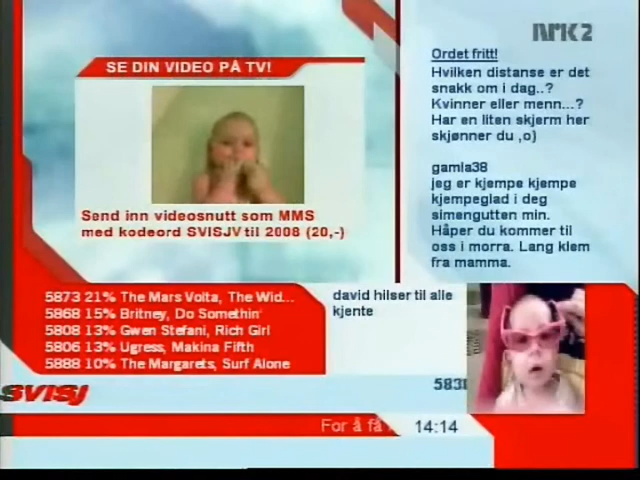 NRK2
SE DIN VIDEO PÅ TV!
Send inn videosnutt som MMS
med kodeord SVISJV til 2008 (20,-)
Ordet fritt!
Hvilken distanse er det
snakk om i dag..?
Kvinner eller menn...?
Har en liten skjerm her
skjønner du ,o)
gamla38
jeg er kjempe kjempe
kjempeglad i deg
simengutten min.
Håper du kommer til
oss i morra. Lang klem
fra mamma.
5873 21% The Mars Volta, The Wid...
5868 15% Britney, Do Somethin'
5808 13% Gwen Stefani, Rich Girl
5806 13% Ugress, Makina Fifth
5888 10% The Margarets, Surf Alone
david hilser til alle
kjente
SVISJ
583
For å få
14:14